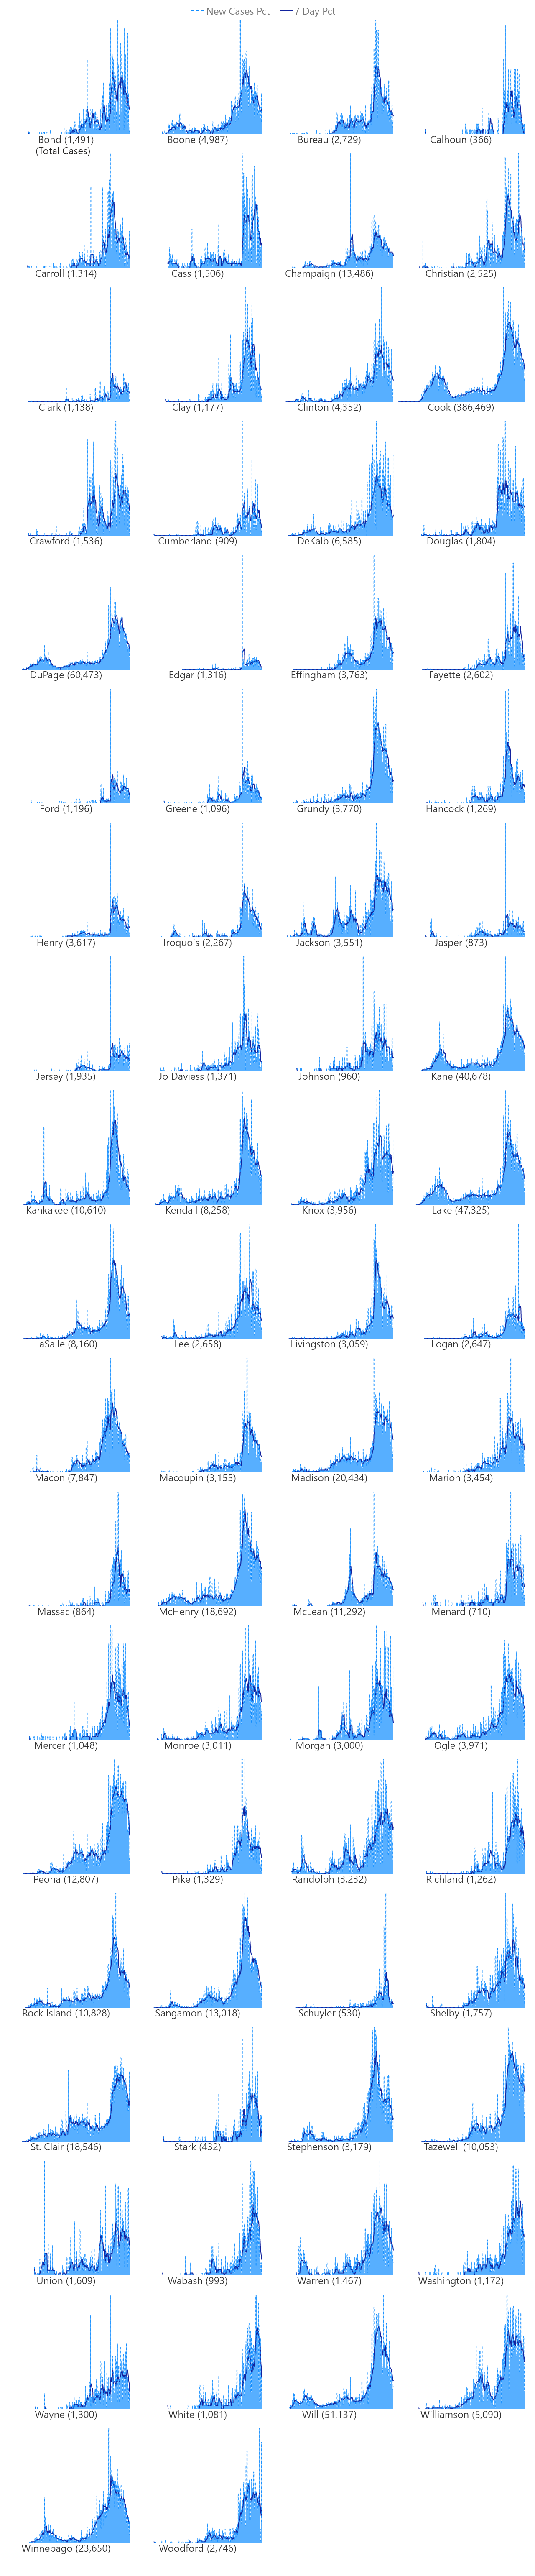 New Cases Pct 7 Day Pct
Bond (1,491) Boone (4,987) Bureau (2,729) Calhoun (366)
(Total Cases)
Carroll (1,314) Cass (1,506) Champaign (13,486) Christian (2,525)
Clark (1,138) Clay (1,177) Clinton (4,352) Cook (386,469)
Crawford (1,536) Cumberland (909) DeKalb (6,585) Douglas (1,804)
DuPage (60,473) Edgar (1,316) Effingham (3,763) Fayette (2,602)
Ford (1,196) Greene (1,096) Grundy (3,770) Hancock (1,269)
Henry (3,617) Iroquois (2,267) Jackson (3,551) Jasper (873)
Jersey (1,935) Jo Daviess (1,371) Johnson (960) Kane (40,678)
Kankakee (10,610) Kendall (8,258) Knox (3,956) Lake (47,325)
LaSalle (8,160) Lee (2,658) Livingston (3,059) Logan (2,647)
Macon (7,847) Macoupin (3,155) Madison (20,434) Marion (3,454)
Massac (864) McHenry (18,692) McLean (11,292) Menard (710)
Mercer (1,048) Monroe (3,011) Morgan (3,000) Ogle (3,971)
Peoria (12,807) Pike (1,329) Randolph (3,232) Richland (1,262)
Rock Island (10,828) Sangamon (13,018) Schuyler (530) Shelby (1,757)
St. Clair (18,546) Stark (432) Stephenson (3,179) Tazewell (10,053)
Union (1,609) Wabash (993) Warren (1,467) Washington (1,172)
Wayne (1,300) White (1,081) Will (51,137) Williamson (5,090)
Winnebago (23,650) Woodford (2,746)